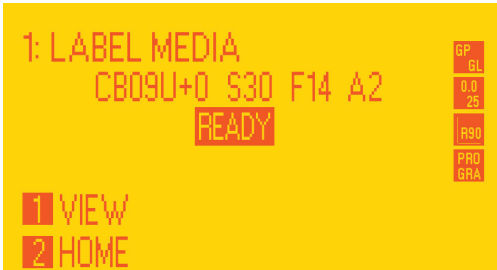 1: LABEL MEDIA
CB09U+0 S30 F14 A2
READY
1 VIEW
2 HOME
GP
GL
0.0
25
R90
PRO
GRA